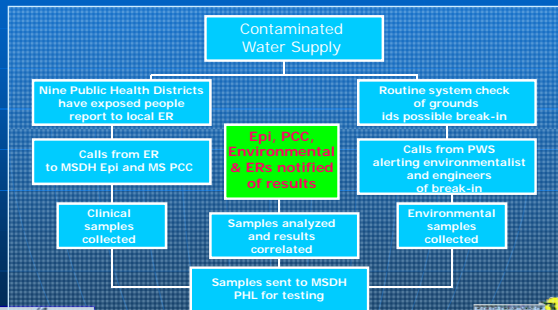 Contaminated
Water Supply
Nine Public Health Districts
have exposed people
report to local ER
Routine system check
of grounds
ids possible break-in
Epi, PCC,
Environmental
& ERs notified
of results
Calls from ER
to MSDH Epi and MS PCC
Calls from PWS
alerting environmentalist
and engineers
of break-in
Clinical
samples
collected
Samples analyzed
and results
correlated
Environmental
samples
collected
Samples sent to MSDH
PHL for testing